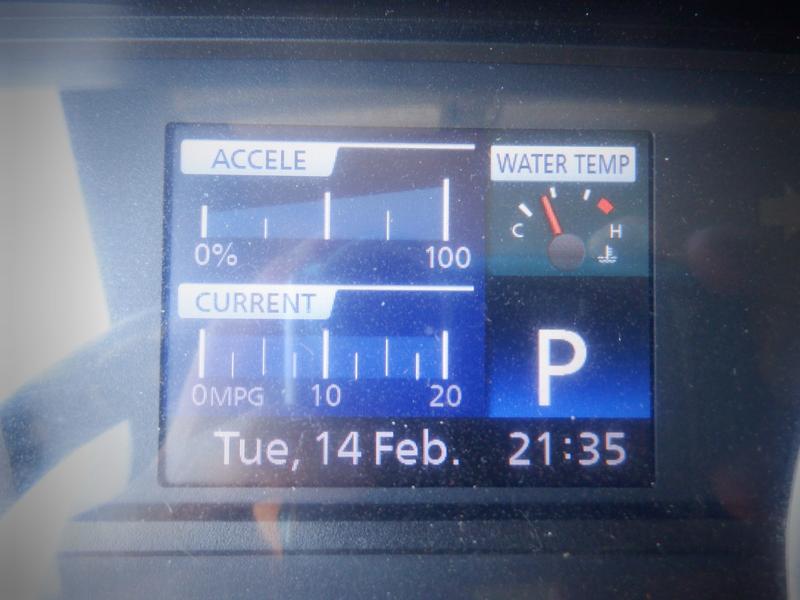 ACCELE
WATER TEMP
C
H
0% 100
CURRENT
P
0MPG 10 20
Tue, 14 Feb. 21:35